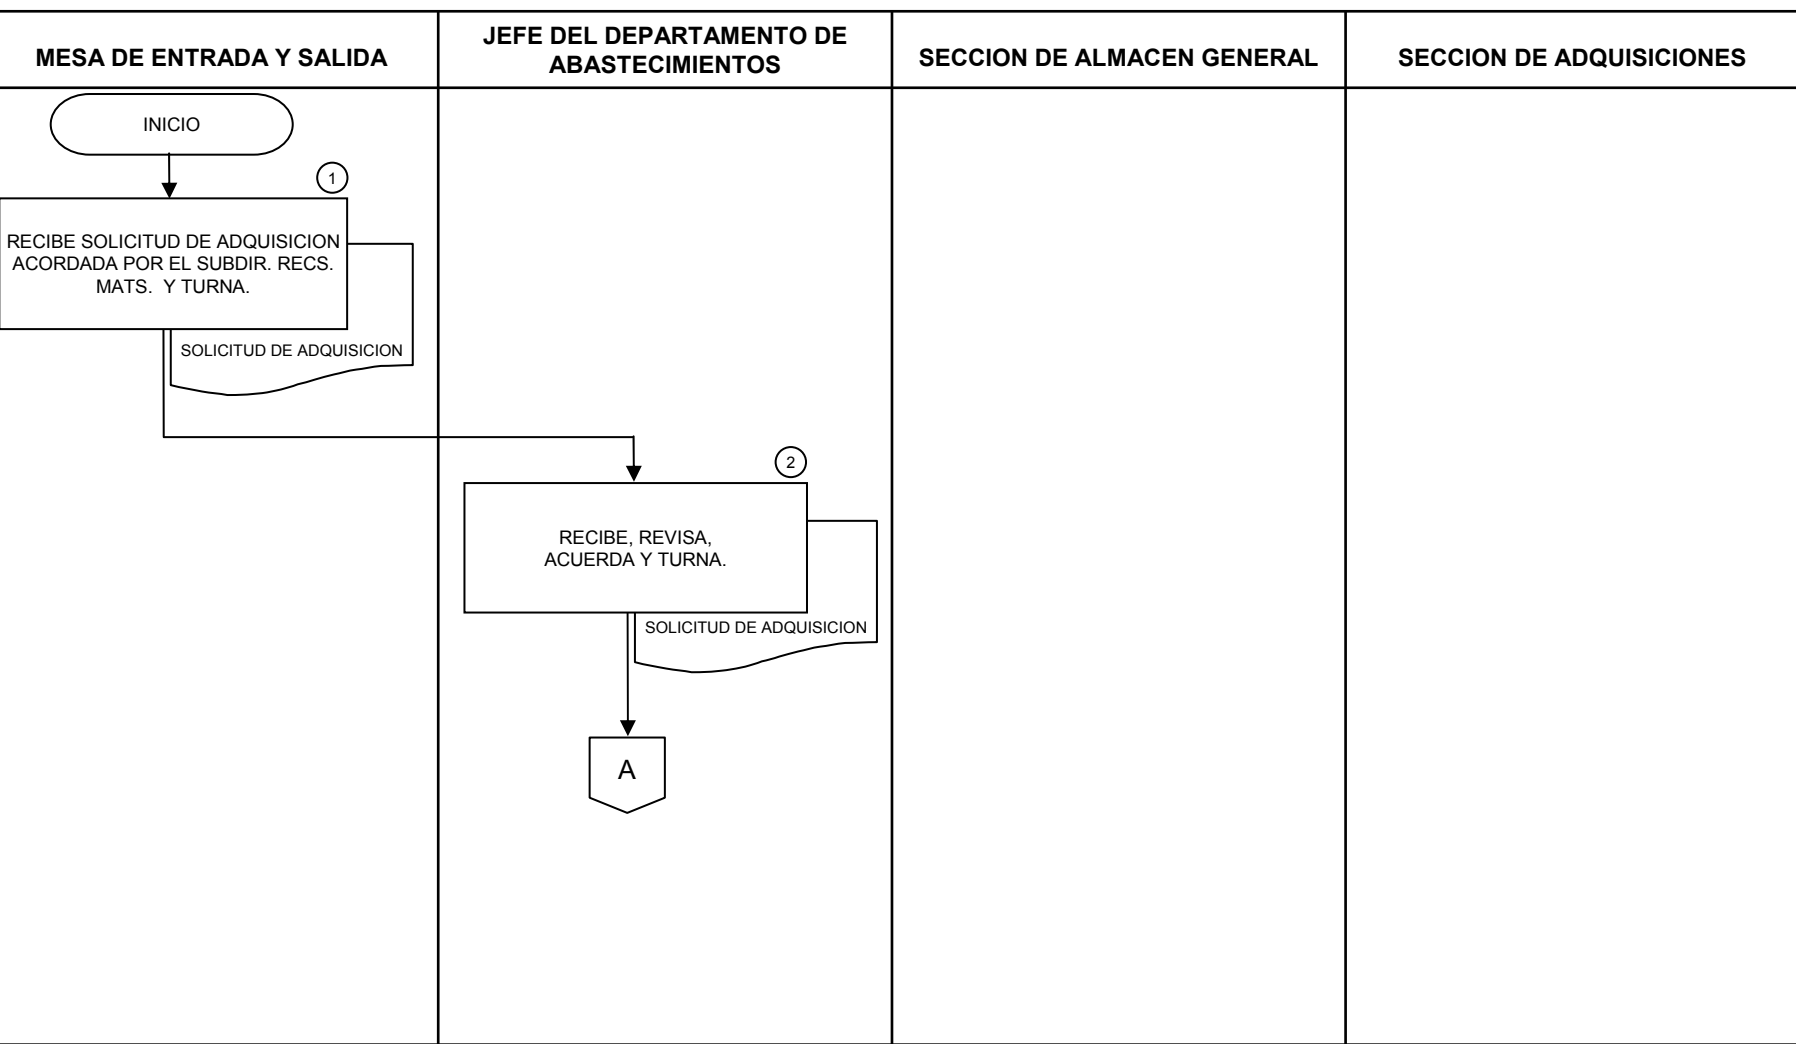 MESA DE ENTRADA Y SALIDA
JEFE DEL DEPARTAMENTO DE
ABASTECIMIENTOS
SECCION DE ALMACEN GENERAL
SECCION DE ADQUISICIONES
INICIO
1
RECIBE SOLICITUD DE ADQUISICION
ACORDADA POR EL SUBDIR. RECS.
MATS. Y TURNA.
SOLICITUD DE ADQUISICION
2
RECIBE, REVISA,
ACUERDA Y TURNA.
SOLICITUD DE ADQUISICION
A